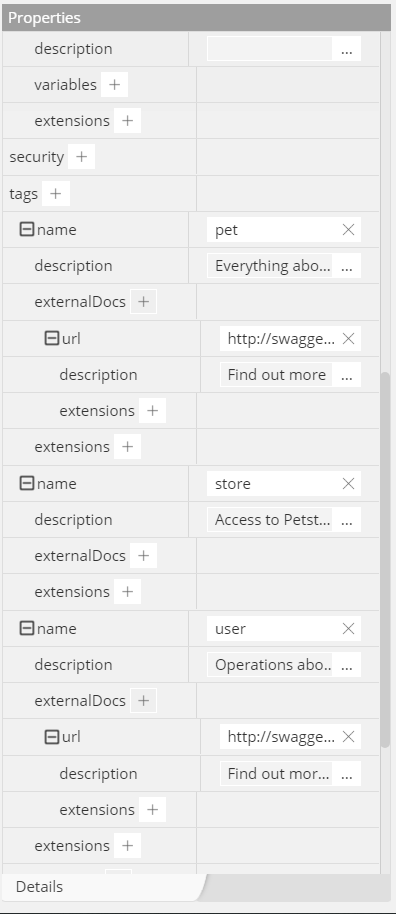 Properties
description ...
variables +
extensions +
security +
tags +
name pet
description Everything abo... ...
externalDocs +
url http://swagge...
description Find out more ...
extensions +
extensions +
name store
description Access to Petst... ...
externalDocs +
extensions +
name user
description Operations abo... ...
externalDocs +
url http://swagge...
description Find out mor... ...
extensions +
extensions +
Details